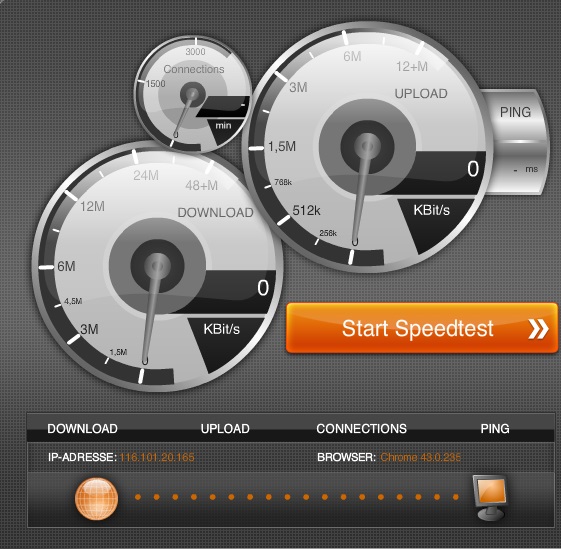 3000
Connections
1500
-
min
0
6M
12+M
3M
UPLOAD
1,5M
768k
512k
256k
0
0
KBit/s
PING
- ms
24M
48+M
12M
DOWNLOAD
6M
4,5M
3M
1,5M
0
0
KBit/s
Start Speedtest
DOWNLOAD UPLOAD CONNECTIONS PING
IP-ADRESSE: 116.101.20.165 BROWSER: Chrome 43.0.235